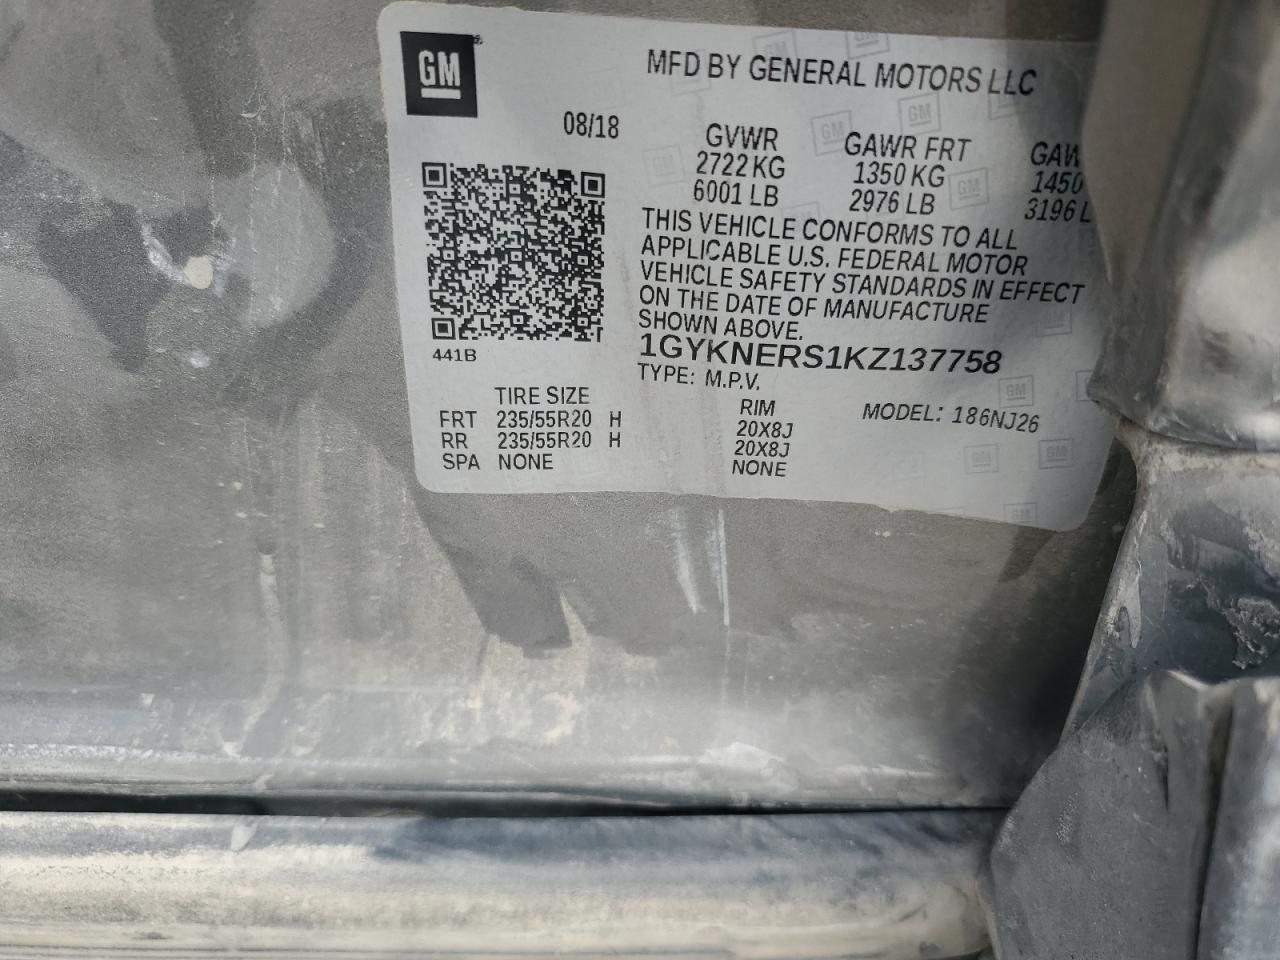 GM
MFD BY GENERAL MOTORS LLC
08/18
GVWR GAWR FRT GAW
2722 KG 1350 KG 1450
6001 LB 2976 LB 3196 L
THIS VEHICLE CONFORMS TO ALL
APPLICABLE U.S. FEDERAL MOTOR
VEHICLE SAFETY STANDARDS IN EFFECT
ON THE DATE OF MANUFACTURE
SHOWN ABOVE.
1GYKNERS1KZ137758
441B
TYPE: M.P.V.
MODEL: 186NJ26
TIRE SIZE RIM
FRT 235/55R20 H 20X8J
RR 235/55R20 H 20X8J
SPA NONE NONE